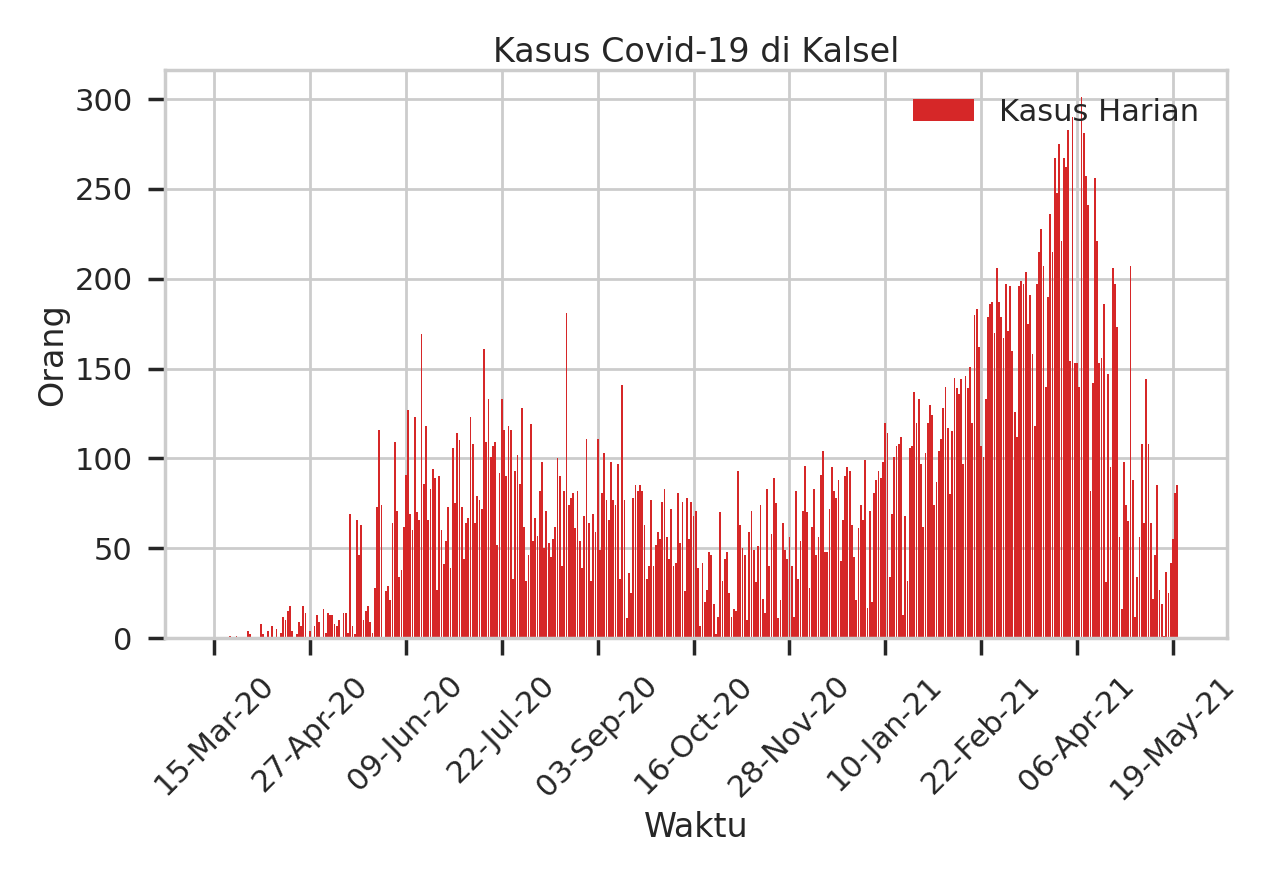 Kasus Covid-19 di Kalsel
Kasus Harian
Orang
300
250
200
150
100
50
0
15-Mar-20
27-Apr-20
09-Jun-20
22-Jul-20
03-Sep-20
16-Oct-20
28-Nov-20
10-Jan-21
22-Feb-21
06-Apr-21
19-May-21
Waktu